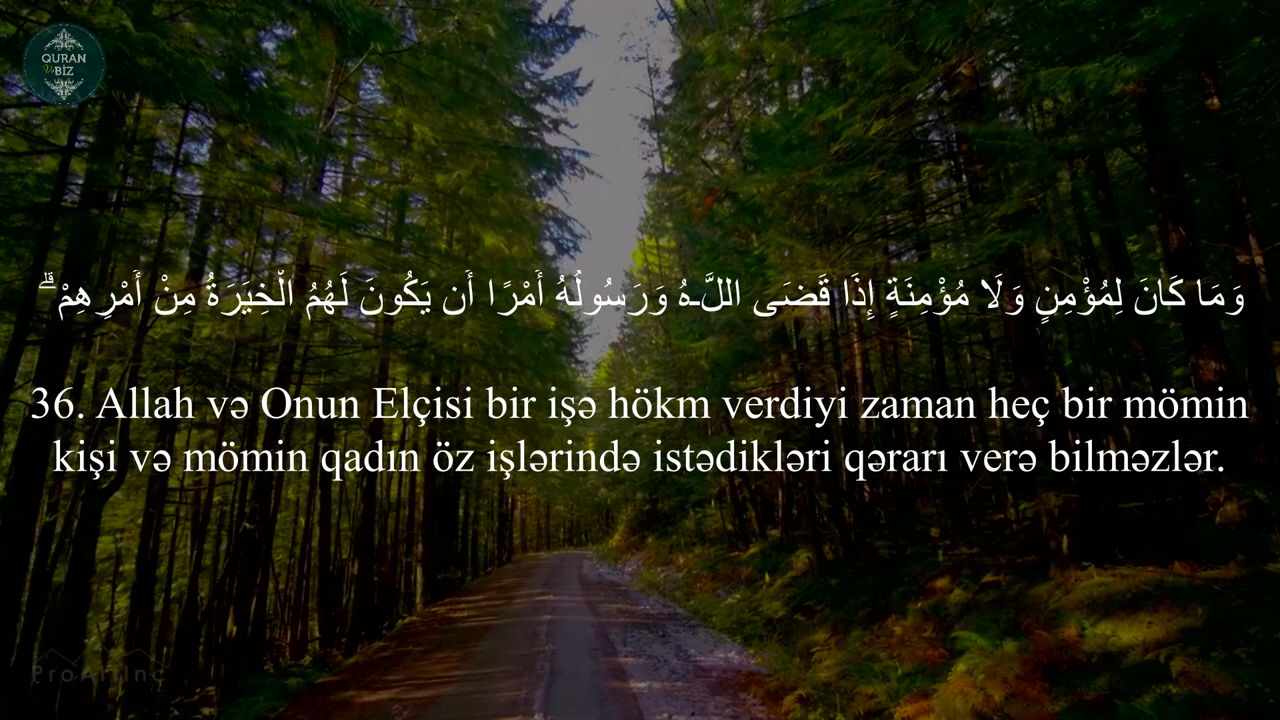 QURAN
Və BİZ
وَمَا كَانَ لِمُؤْمِنٍ وَلَا مُؤْمِنَةٍ إِذَا قَضَى اللَّـهُ وَرَسُولُهُ أَمْرًا أَن يَكُونَ لَهُمُ الْخِيَرَةُ مِنْ أَمْرِهِمْ ۗ
36. Allah və Onun Elçisi bir işə hökm verdiyi zaman heç bir mömin
kişi və mömin qadın öz işlərində istədikləri qərarı verə bilməzlər.
ProArtInc